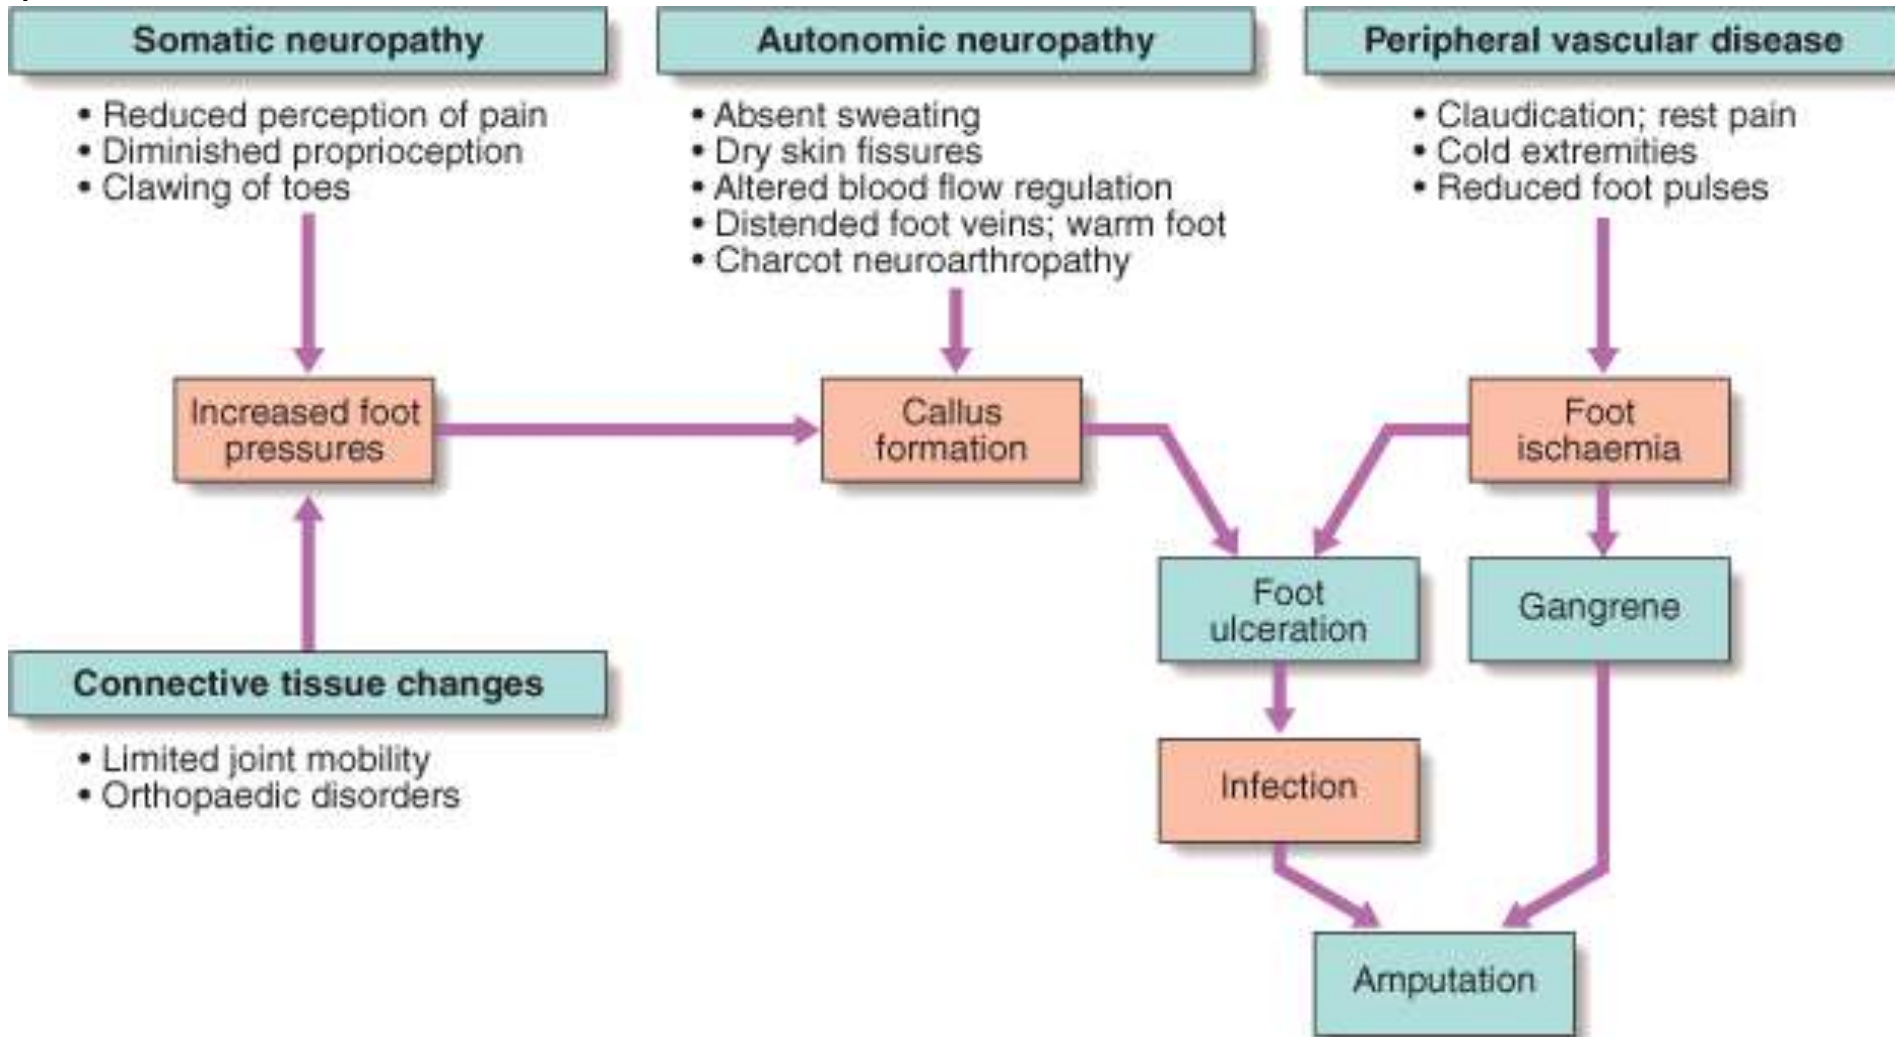 Somatic neuropathy
• Reduced perception of pain
• Diminished proprioception
• Clawing of toes
Autonomic neuropathy
• Absent sweating
• Dry skin fissures
• Altered blood flow regulation
• Distended foot veins; warm foot
• Charcot neuroarthropathy
Peripheral vascular disease
• Claudication; rest pain
• Cold extremities
• Reduced foot pulses
Increased foot
pressures
Callus
formation
Foot
ischaemia
Foot
ulceration
Gangrene
Connective tissue changes
• Limited joint mobility
• Orthopaedic disorders
Infection
Amputation